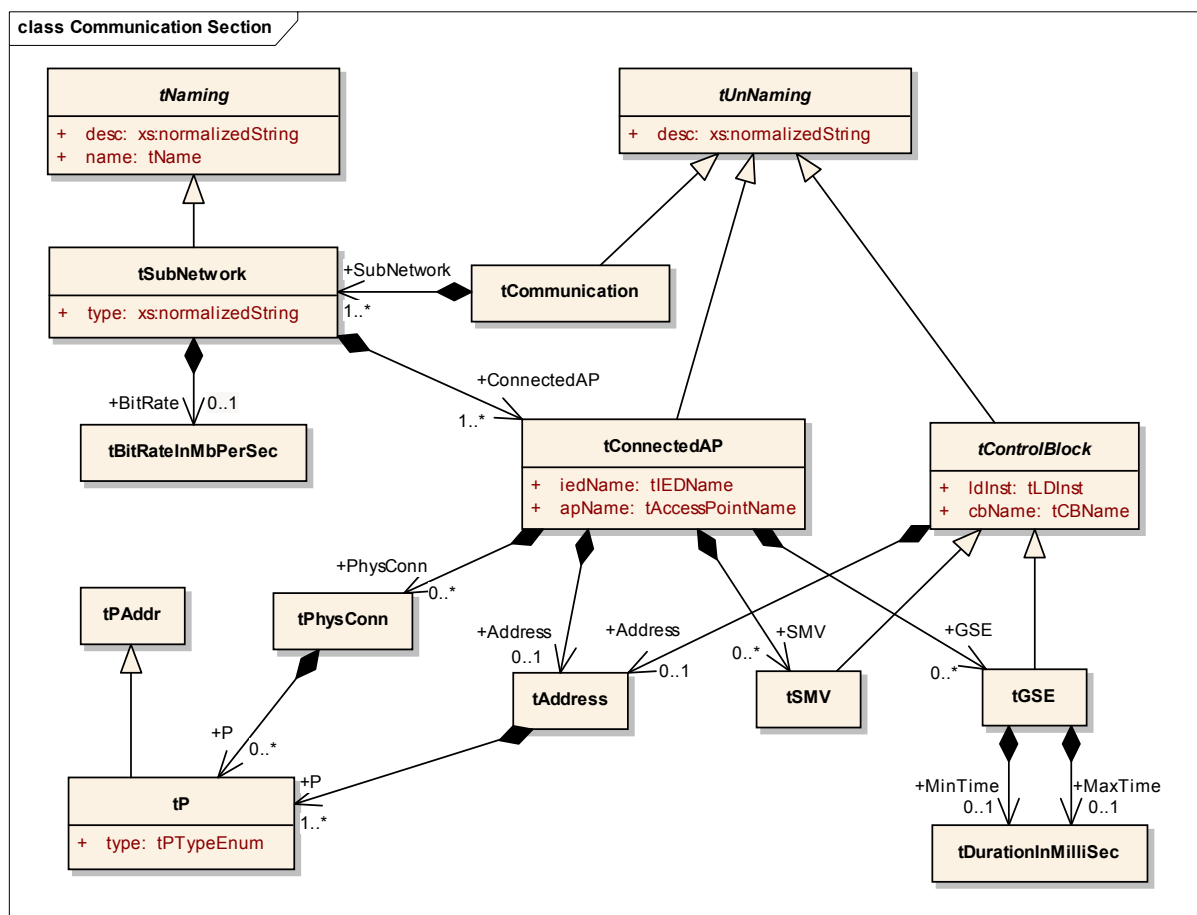 class Communication Section
tNaming
+ desc: xs:normalizedString
+ name: tName
tUnNaming
+ desc: xs:normalizedString
tSubNetwork
+ type: xs:normalizedString
+SubNetwork
1..*
tCommunication
+BitRate
0..1
tBitRateInMbPerSec
+ConnectedAP
1..*
tConnectedAP
+ iedName: tIEDName
+ apName: tAccessPointName
tControlBlock
+ ldInst: tLDInst
+ cbName: tCBName
+PhysConn
0..*
tPAddr
tPhysConn
+Address
0..1
+Address
0..1
+SMV
0..*
+GSE
0..*
tAddress
tSMV
tGSE
+P
0..*
+P
1..*
tP
+ type: tPTypeEnum
+MinTime
0..1
+MaxTime
0..1
tDurationInMilliSec